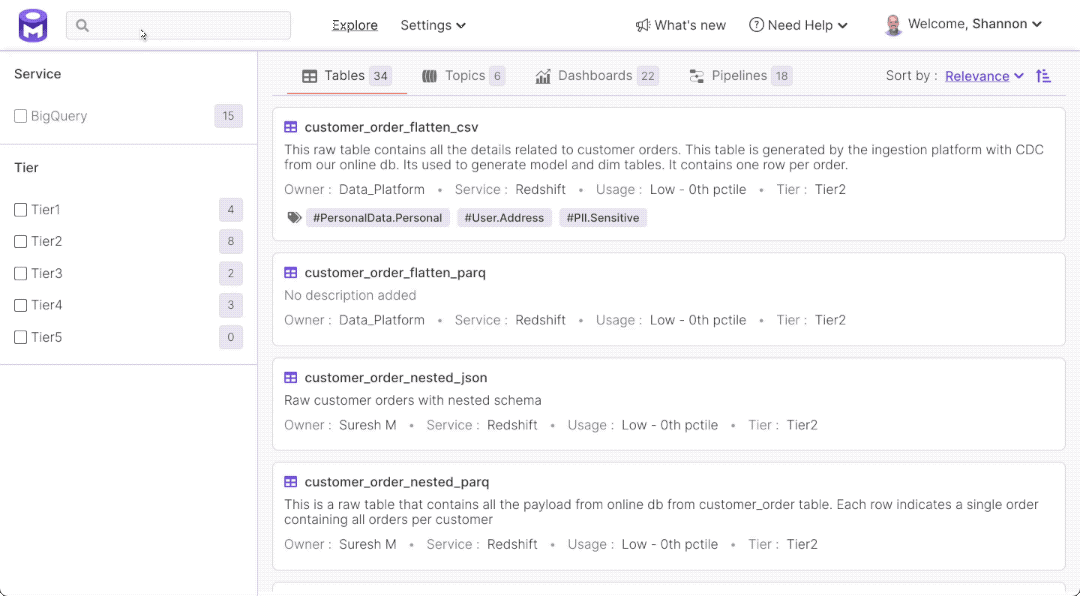 Explore Settings What's new Need Help Welcome, Shannon
Service
BigQuery 15
Tier
Tier1 4
Tier2 8
Tier3 2
Tier4 3
Tier5 0
Tables 34 Topics 6 Dashboards 22 Pipelines 18 Sort by : Relevance
customer_order_flatten_csv
This raw table contains all the details related to customer orders. This table is generated by the ingestion platform with CDC
from our online db. Its used to generate model and dim tables. It contains one row per order.
Owner : Data_Platform • Service : Redshift • Usage : Low - 0th pctile • Tier : Tier2
#PersonalData.Personal #User.Address #PII.Sensitive
customer_order_flatten_parq
No description added
Owner : Data_Platform • Service : Redshift • Usage : Low - 0th pctile • Tier : Tier2
customer_order_nested_json
Raw customer orders with nested schema
Owner : Suresh M • Service : Redshift • Usage : Low - 0th pctile • Tier : Tier2
customer_order_nested_parq
This is a raw table that contains all the payload from online db from customer_order table. Each row indicates a single order
containing all orders per customer
Owner : Suresh M • Service : Redshift • Usage : Low - 0th pctile • Tier : Tier2